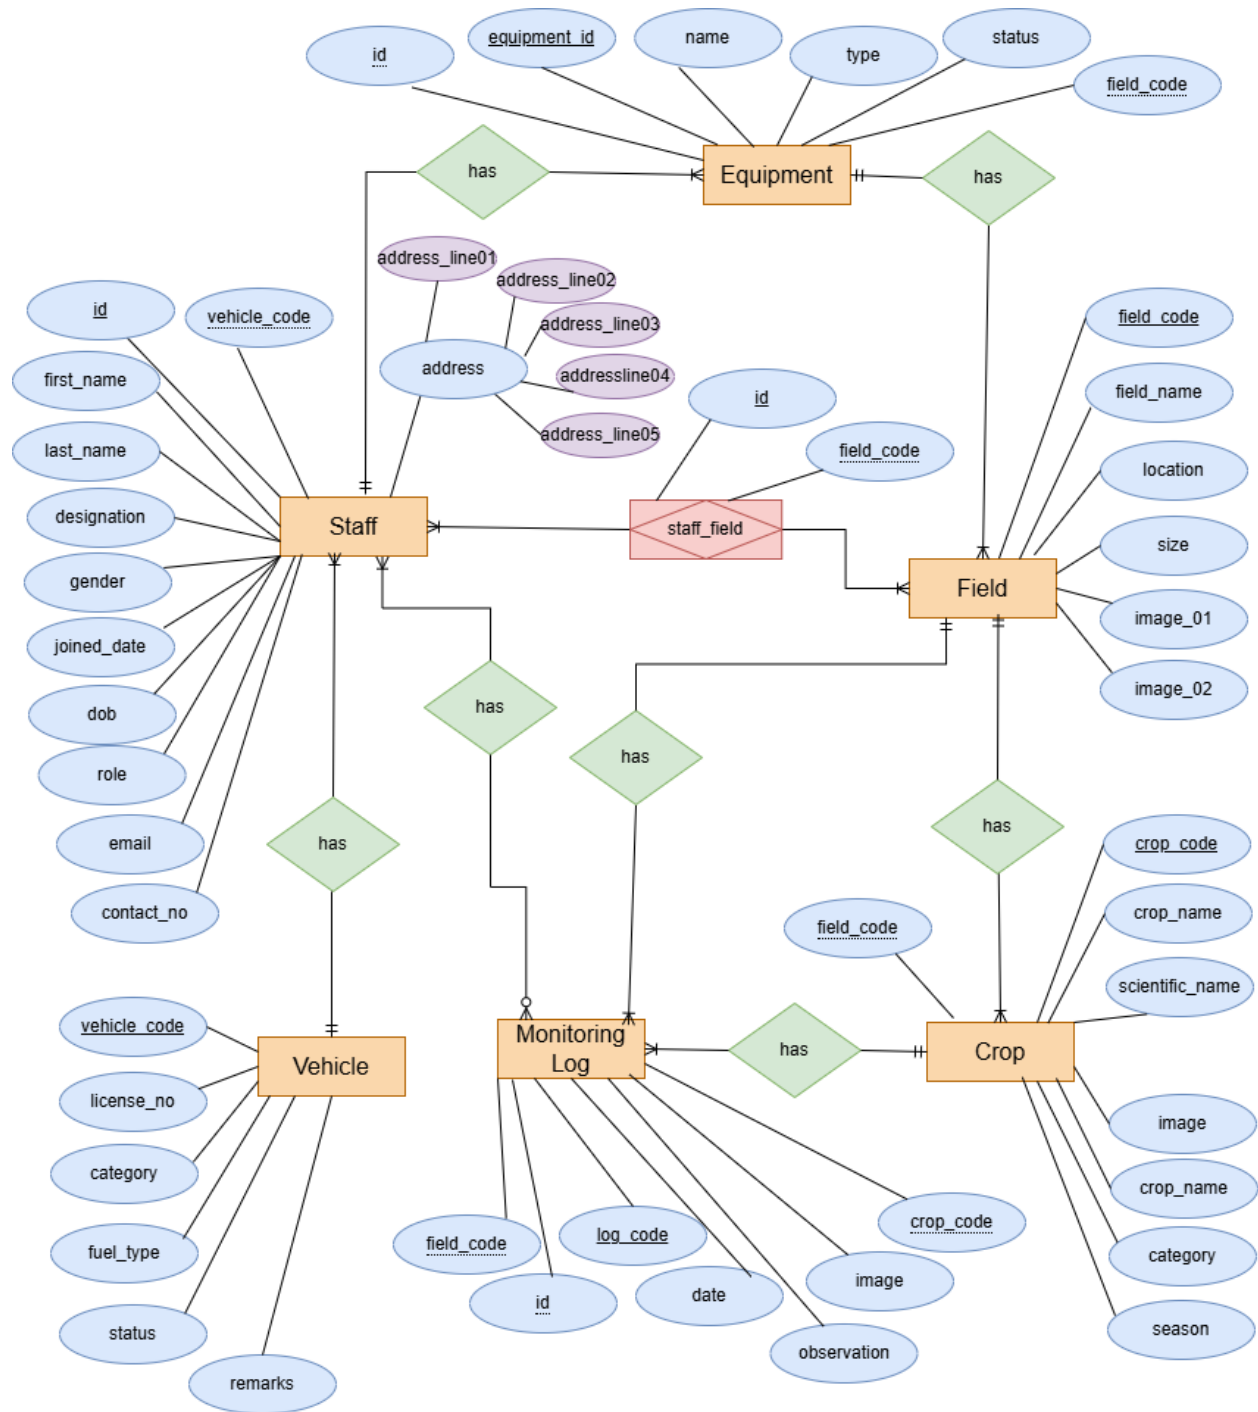 equipment_id
name
status
id
type
field_code
Equipment
has
has
address_line01
address_line02
id
vehicle_code
address_line03
field_code
address
addressline04
first_name
field_name
id
address_line05
last_name
field_code
location
designation
Staff
staff_field
size
gender
Field
image_01
joined_date
image_02
dob
has
has
role
email
has
has
crop_code
contact_no
crop_name
field_code
scientific_name
vehicle_code
Monitoring
Log
has
Crop
Vehicle
license_no
image
category
crop_name
crop_code
field_code
log_code
fuel_type
category
image
date
id
status
season
observation
remarks